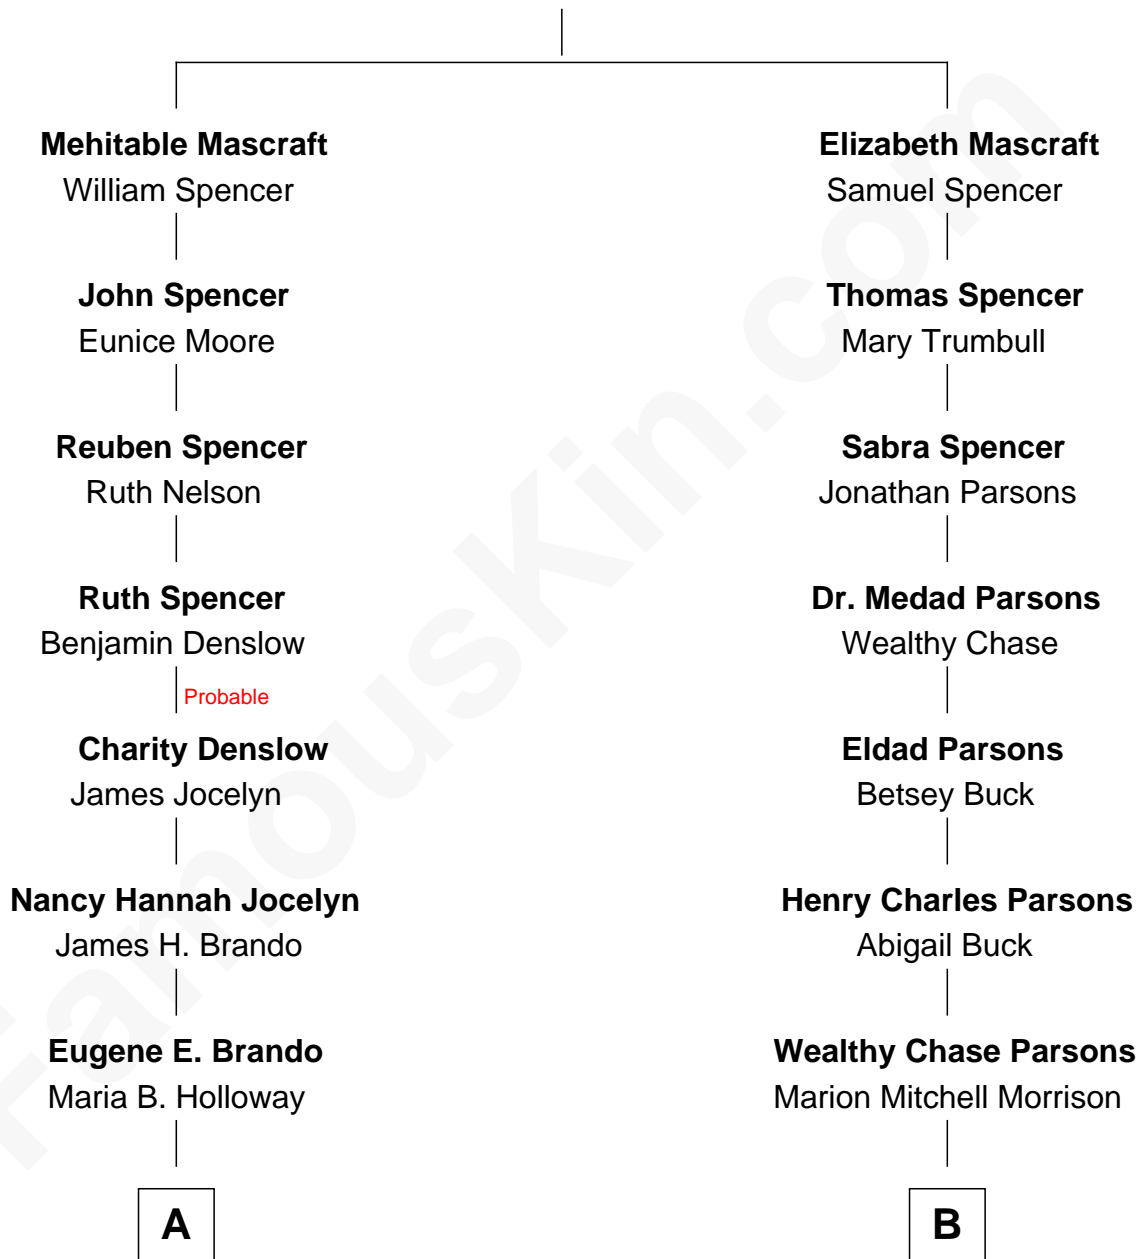 Mehitable Mascraft
William Spencer
John Spencer
Eunice Moore
Reuben Spencer
Ruth Nelson
Ruth Spencer
Benjamin Denslow
Probable
Charity Denslow
James Jocelyn
Nancy Hannah Jocelyn
James H. Brando
Eugene E. Brando
Maria B. Holloway
A
Elizabeth Mascraft
Samuel Spencer
Thomas Spencer
Mary Trumbull
Sabra Spencer
Jonathan Parsons
Dr. Medad Parsons
Wealthy Chase
Eldad Parsons
Betsey Buck
Henry Charles Parsons
Abigail Buck
Wealthy Chase Parsons
Marion Mitchell Morrison
B
FamousKin.com